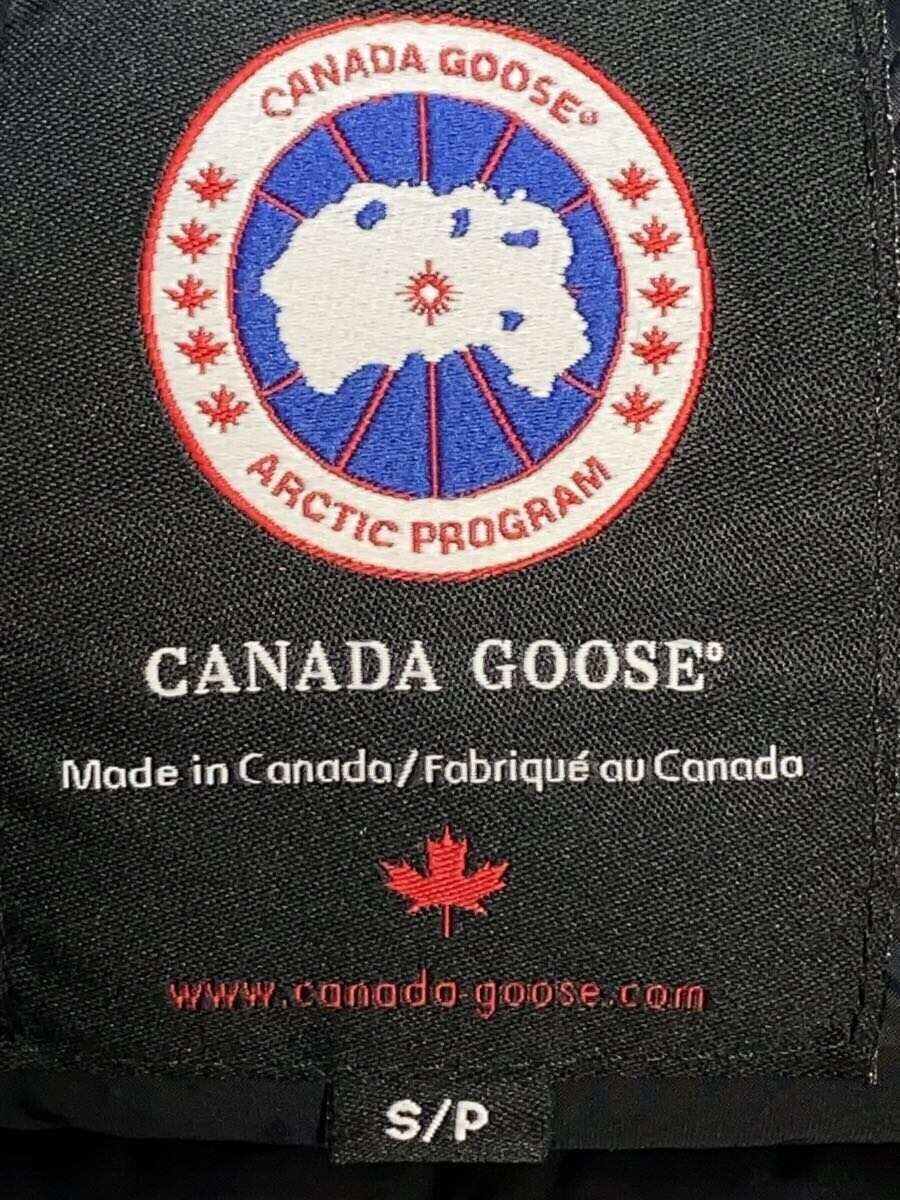 CANADA GOOSE®
ARCTIC PROGRAM
CANADA GOOSE®
Made in Canada/Fabriqué au Canada
www.canada-goose.com
S/P